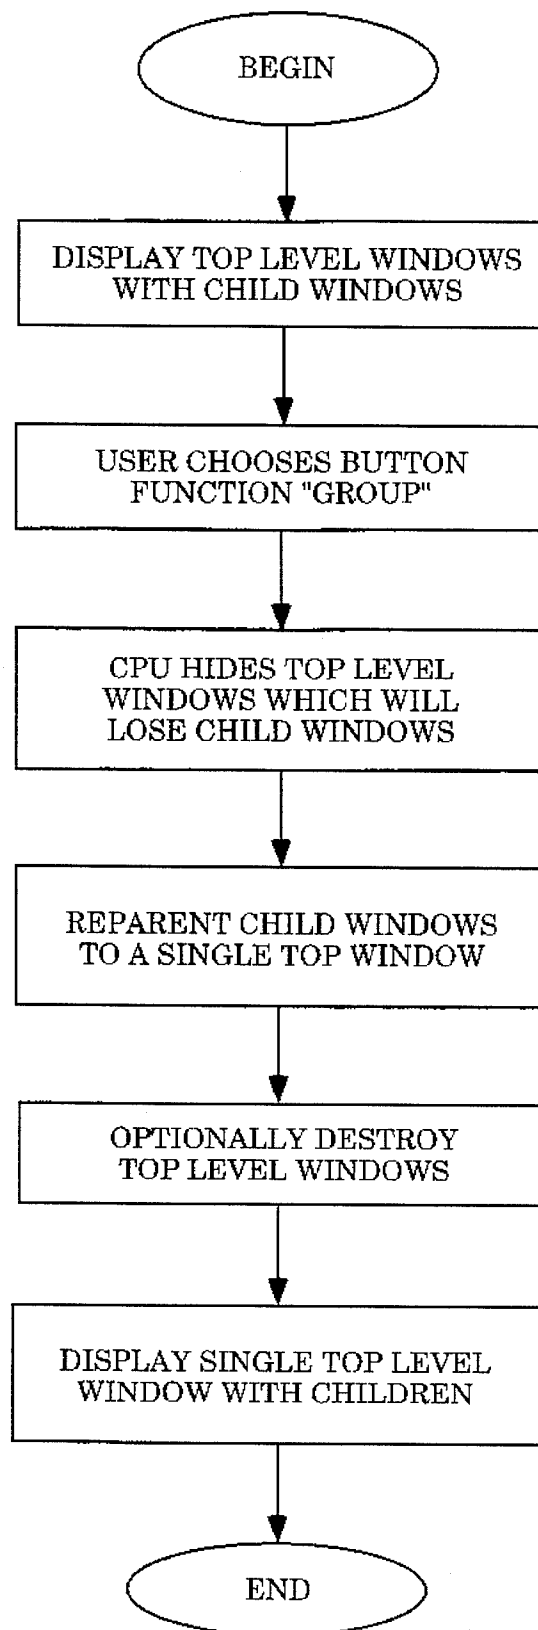 BEGIN
DISPLAY TOP LEVEL WINDOWS
WITH CHILD WINDOWS
USER CHOOSES BUTTON
FUNCTION "GROUP"
CPU HIDES TOP LEVEL
WINDOWS WHICH WILL
LOSE CHILD WINDOWS
REPARENT CHILD WINDOWS
TO A SINGLE TOP WINDOW
OPTIONALLY DESTROY
TOP LEVEL WINDOWS
DISPLAY SINGLE TOP LEVEL
WINDOW WITH CHILDREN
END